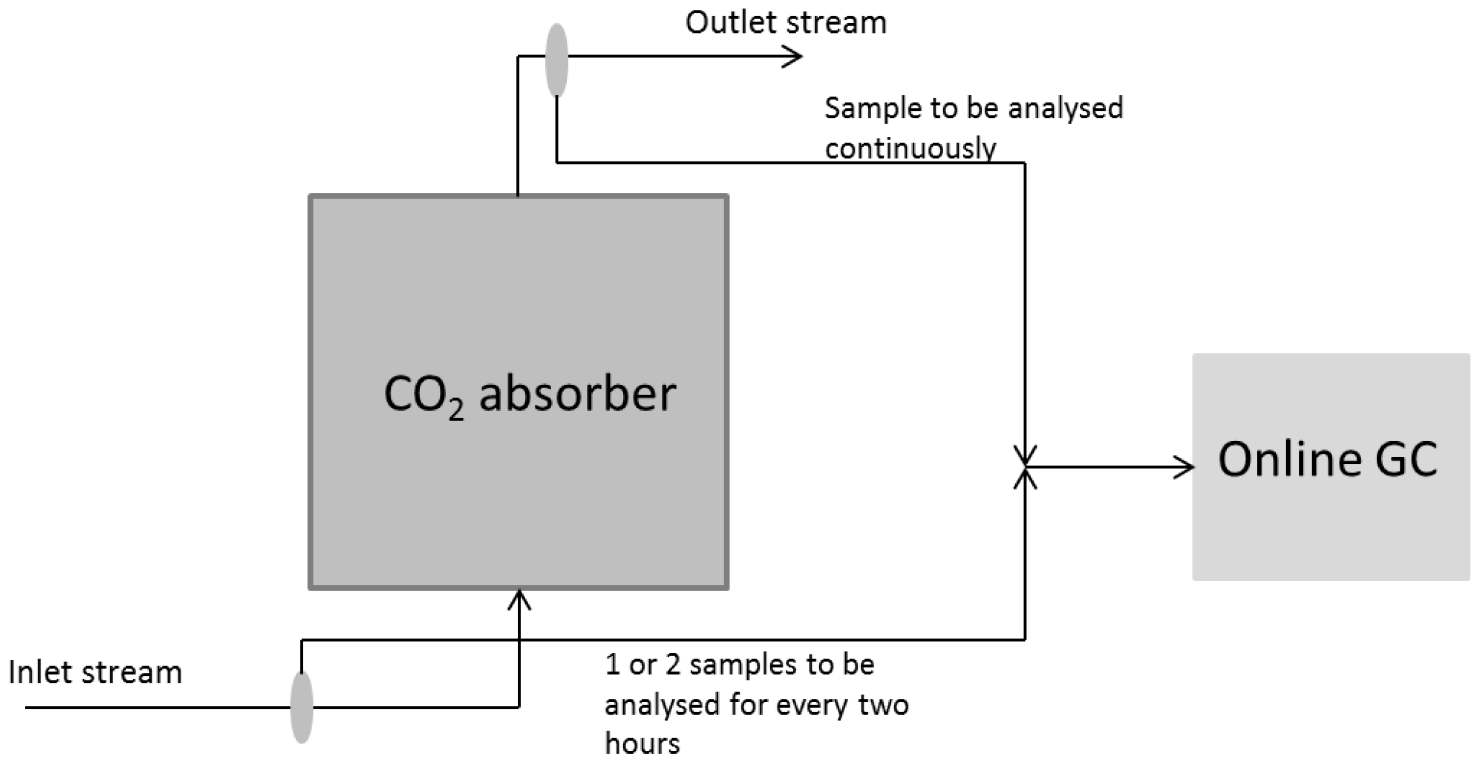 Outlet stream
Sample to be analysed
continuously
CO₂ absorber
Online GC
Inlet stream
1 or 2 samples to be
analysed for every two
hours